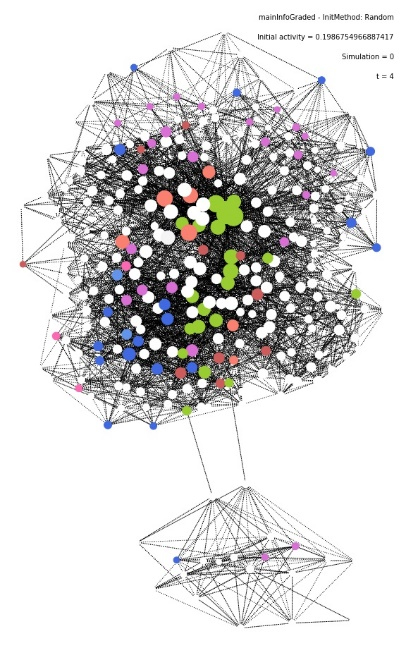 mainInfoGraded - InitMethod: Random
Initial activity = 0.1986754966887417
Simulation = 0
t = 4